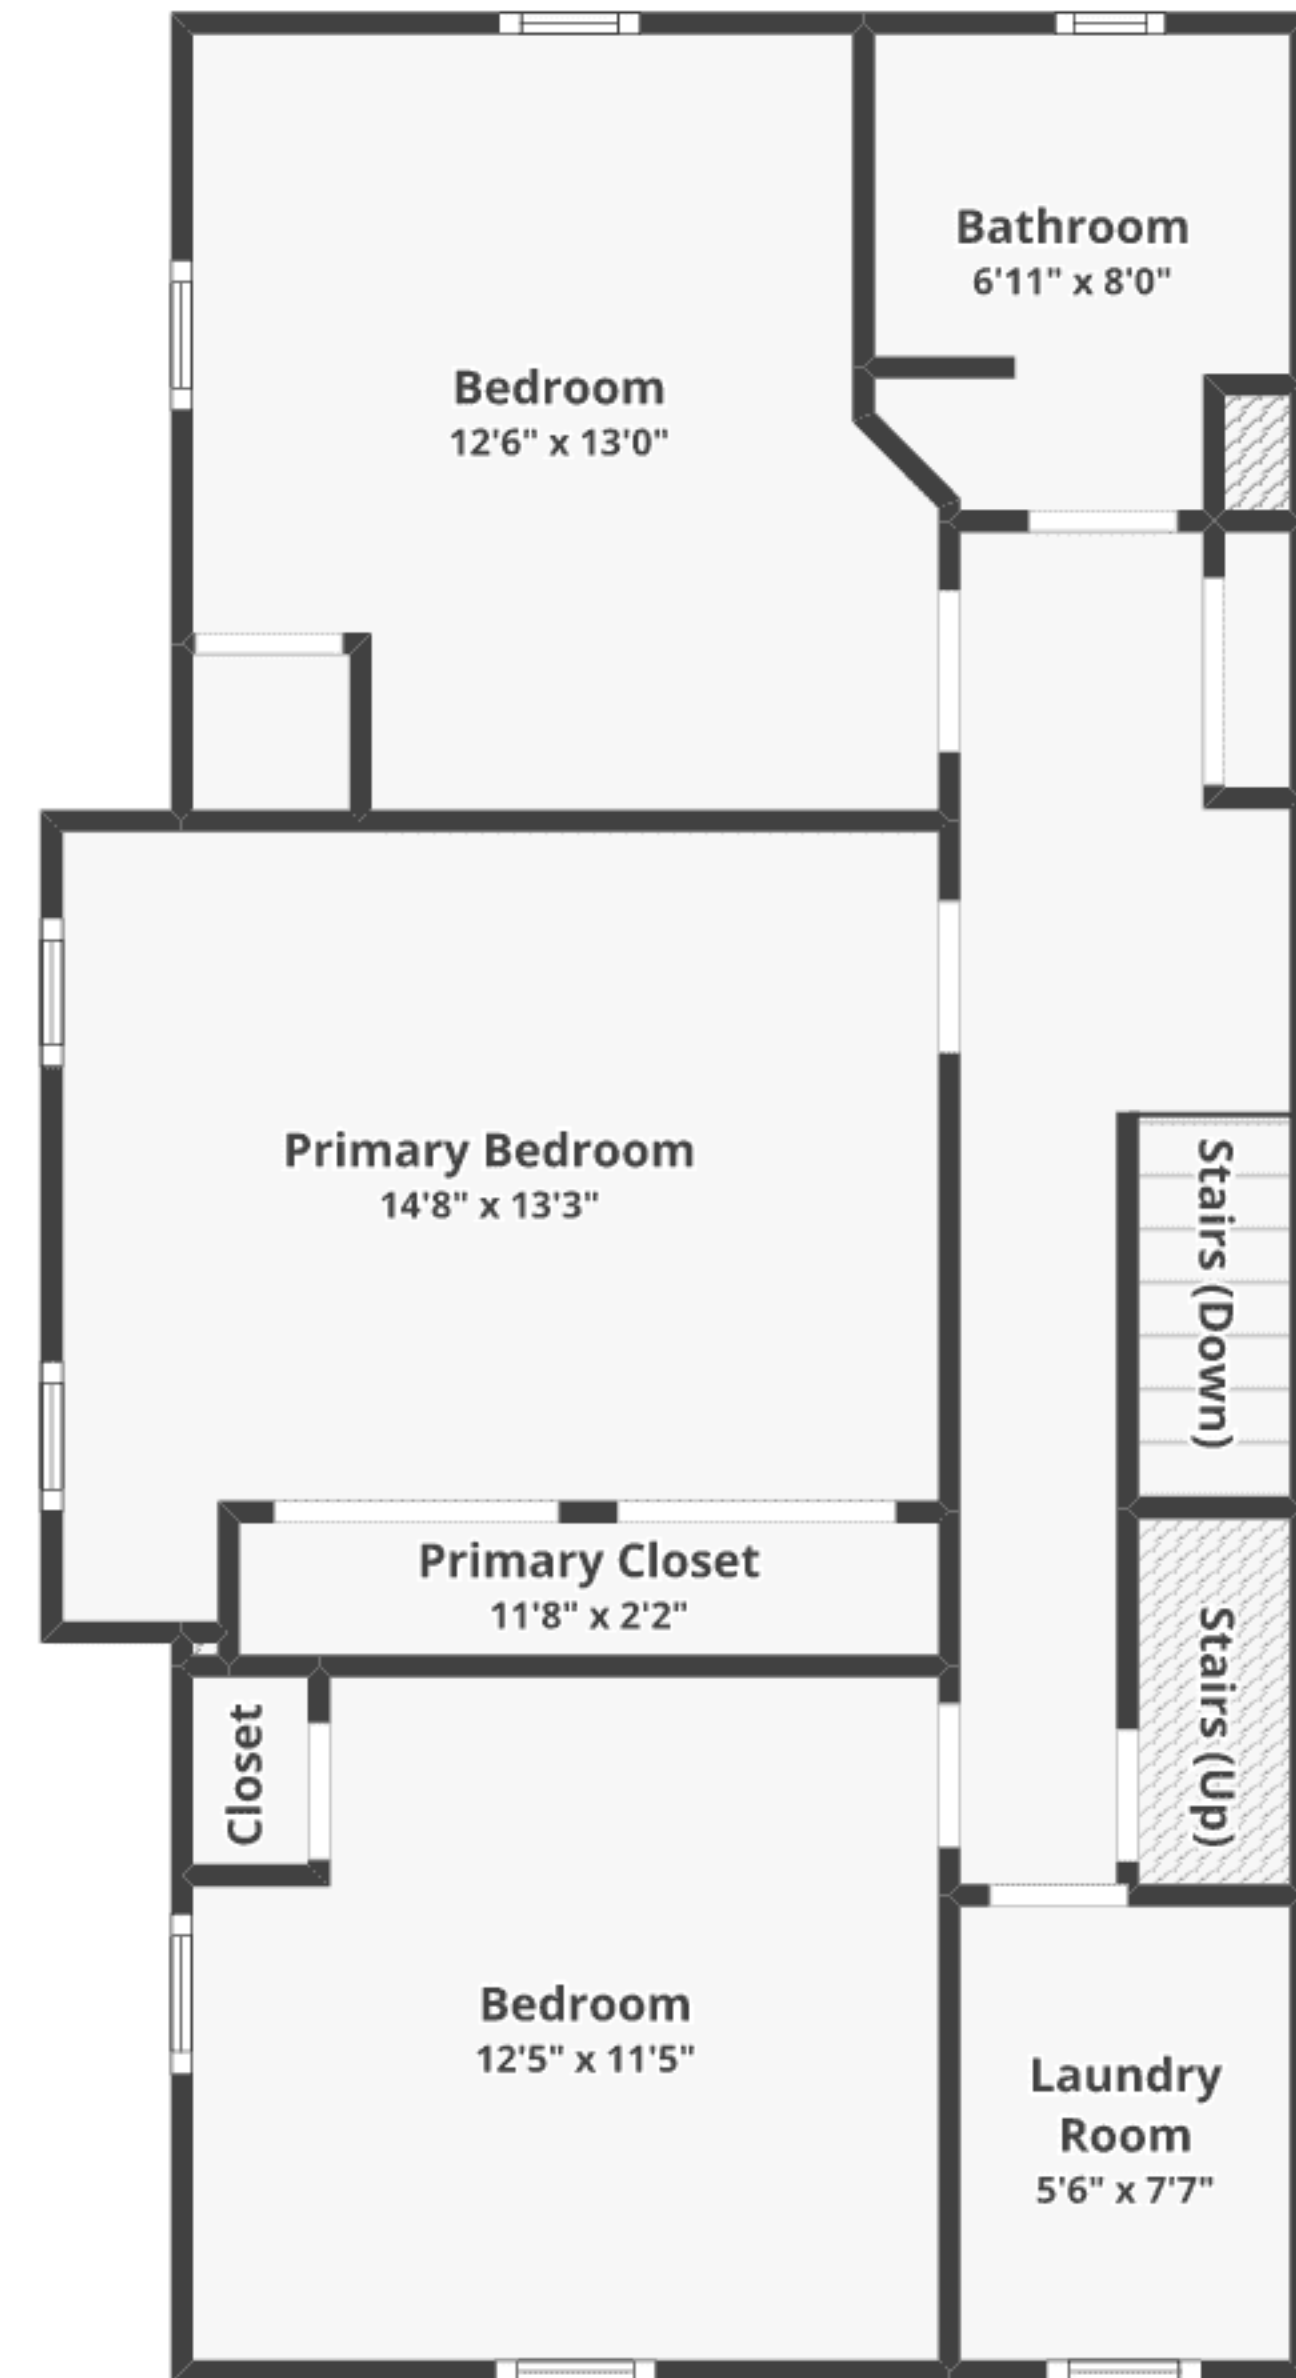 Bathroom
6'11" x 8'0"
Bedroom
12'6" x 13'0"
Primary Bedroom
14'8" x 13'3"
Stairs (Down)
Primary Closet
11'8" x 2'2"
Stairs (Up)
Closet
Bedroom
12'5" x 11'5"
Laundry
Room
5'6" x 7'7"